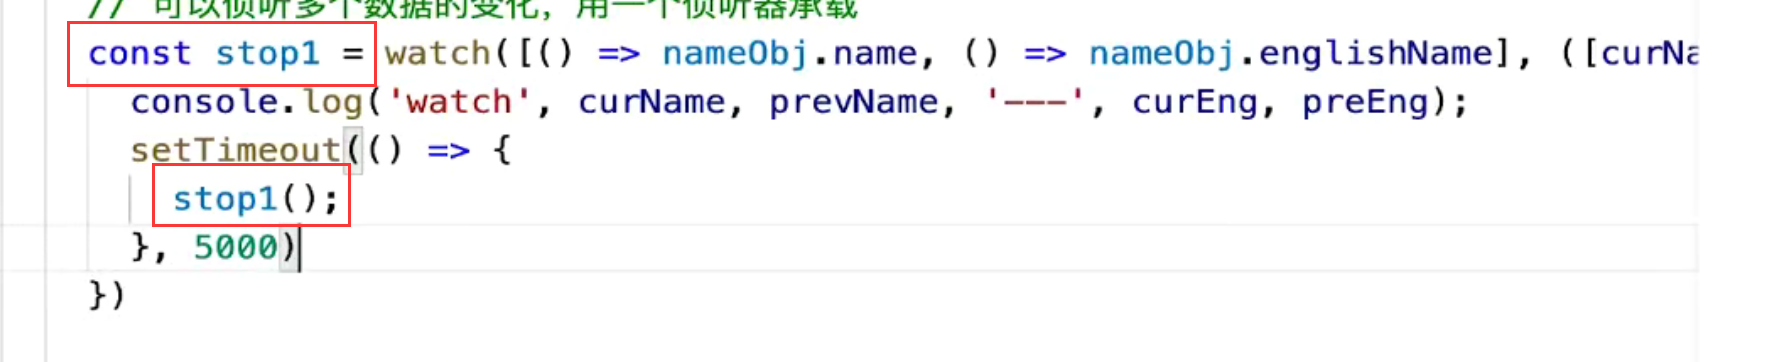 // 可以侦听多个数据的变化，用一个侦听器承载
const stop1 = watch([() => nameObj.name, () => nameObj.englishName], ([curNa
console.log('watch', curName, prevName, '---', curEng, preEng);
setTimeout(() => {
stop1();
}, 5000)
})